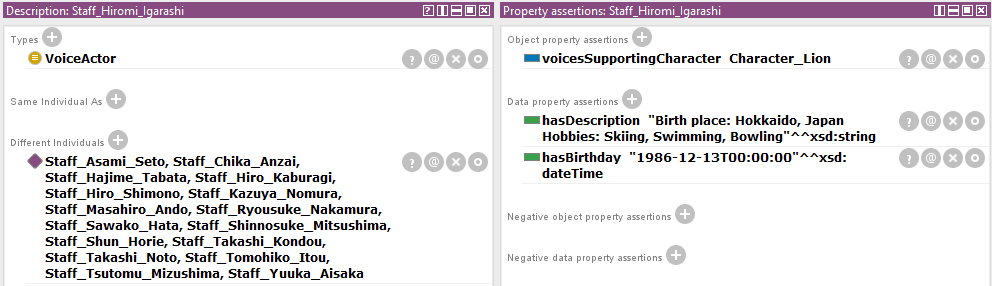 Description: Staff_Hiromi_Igarashi
Types
VoiceActor
Same Individual As
Different Individuals
Staff_Asami_Seto, Staff_Chika_Anzai,
Staff_Hajime_Tabata, Staff_Hiro_Kaburagi,
Staff_Hiro_Shimono, Staff_Kazuya_Nomura,
Staff_Masahiro_Ando, Staff_Ryousuke_Nakamura,
Staff_Sawako_Hata, Staff_Shinnosuke_Mitsushima,
Staff_Shun_Horie, Staff_Takashi_Kondou,
Staff_Takashi_Noto, Staff_Tomohiko_Itou,
Staff_Tsutomu_Mizushima, Staff_Yuuka_Aisaka
Property assertions: Staff_Hiromi_Igarashi
Object property assertions
voicesSupportingCharacter Character_Lion
Data property assertions
hasDescription "Birth place: Hokkaido, Japan
Hobbies: Skiing, Swimming, Bowling"^^xsd:string
hasBirthday "1986-12-13T00:00:00"^^xsd:
dateTime
Negative object property assertions
Negative data property assertions